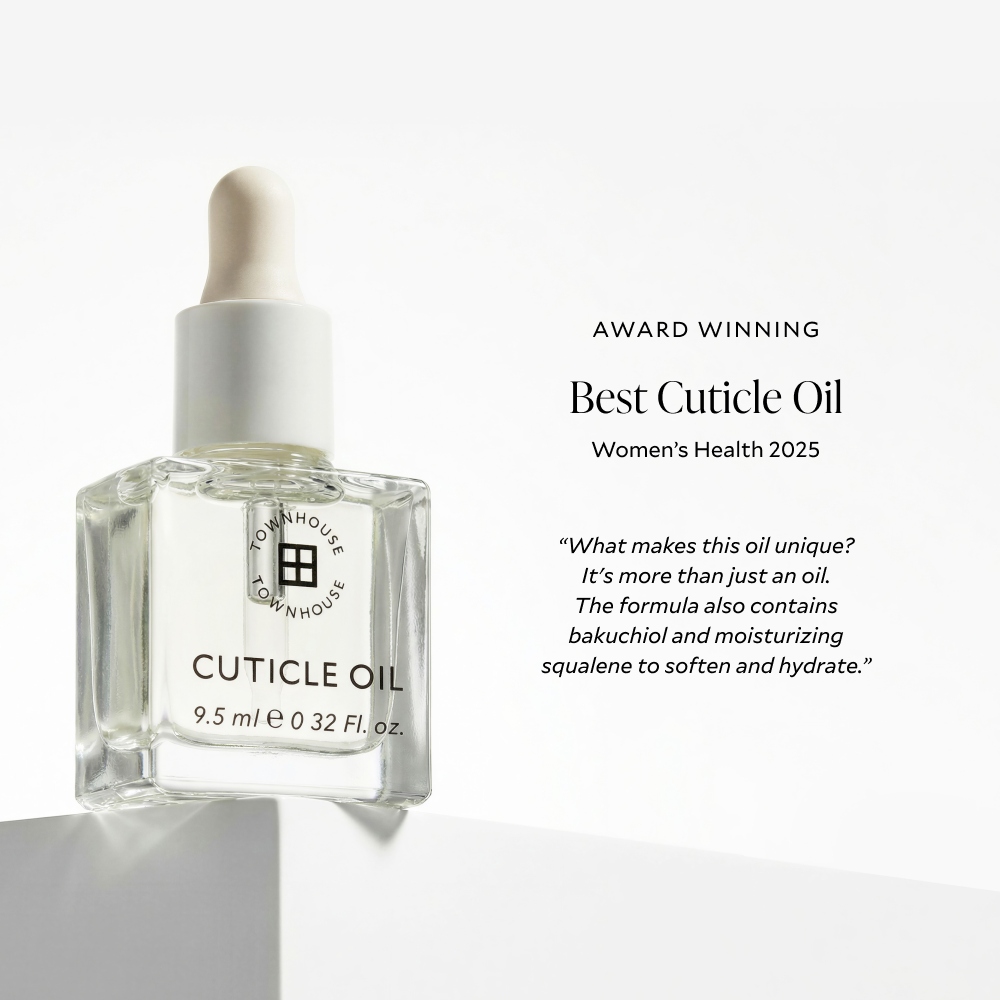 TOWNHOUSE
TOWNHOUSE
CUTICLE OIL
9.5 ml ℮ 0 32 Fl. oz.
AWARD WINNING
Best Cuticle Oil
Women’s Health 2025
“What makes this oil unique?
It’s more than just an oil.
The formula also contains
bakuchiol and moisturizing
squalene to soften and hydrate.”